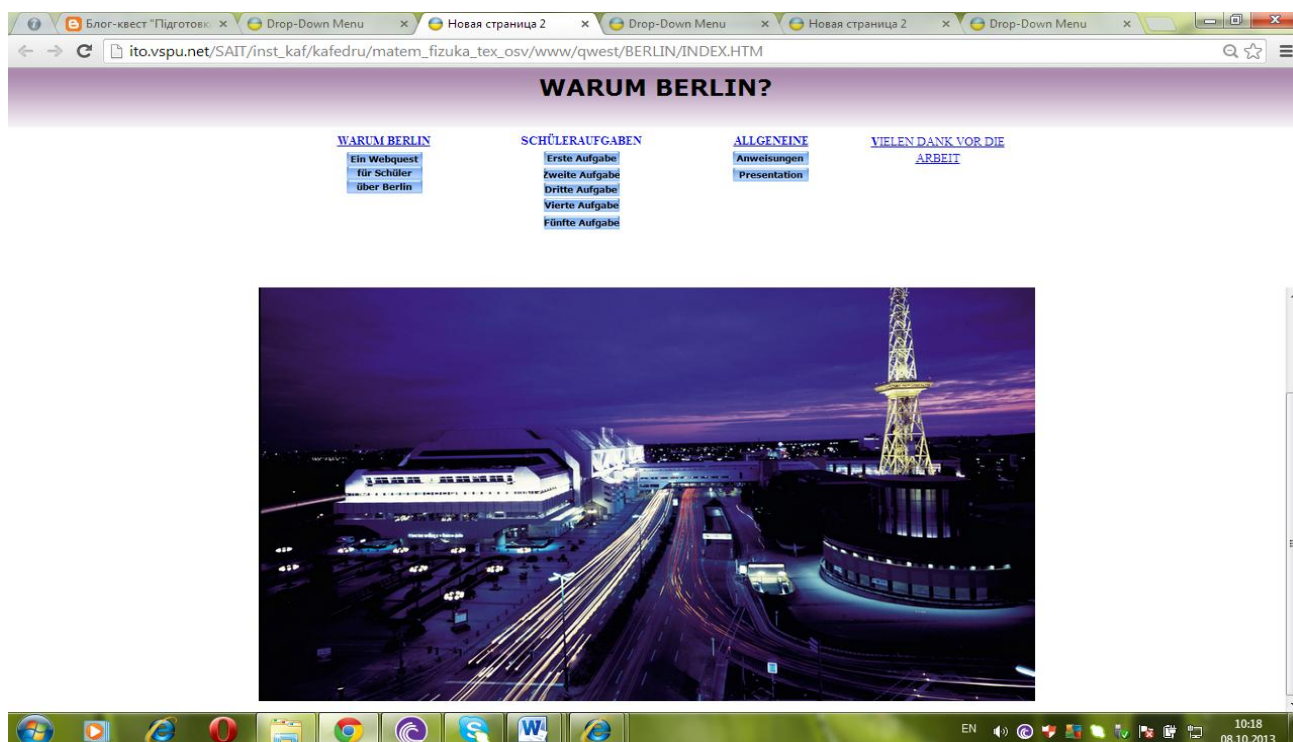 Блог-квест "Підготовк
Drop-Down Menu
Новая страница 2
Drop-Down Menu
Новая страница 2
Drop-Down Menu
ito.vspu.net/SAIT/inst_kaf/kafedru/matem_fizuka_tex_osv/www/qwest/BERLIN/INDEX.HTM
WARUM BERLIN?
WARUM BERLIN
Ein Webquest
für Schüler
über Berlin
SCHÜLERAUFGABEN
Erste Aufgabe
Zweite Aufgabe
Dritte Aufgabe
Vierte Aufgabe
Fünfte Aufgabe
ALLGENEINE
Anweisungen
Presentation
VIELEN DANK VOR DIE
ARBEIT
EN
10:18
08.10.2013